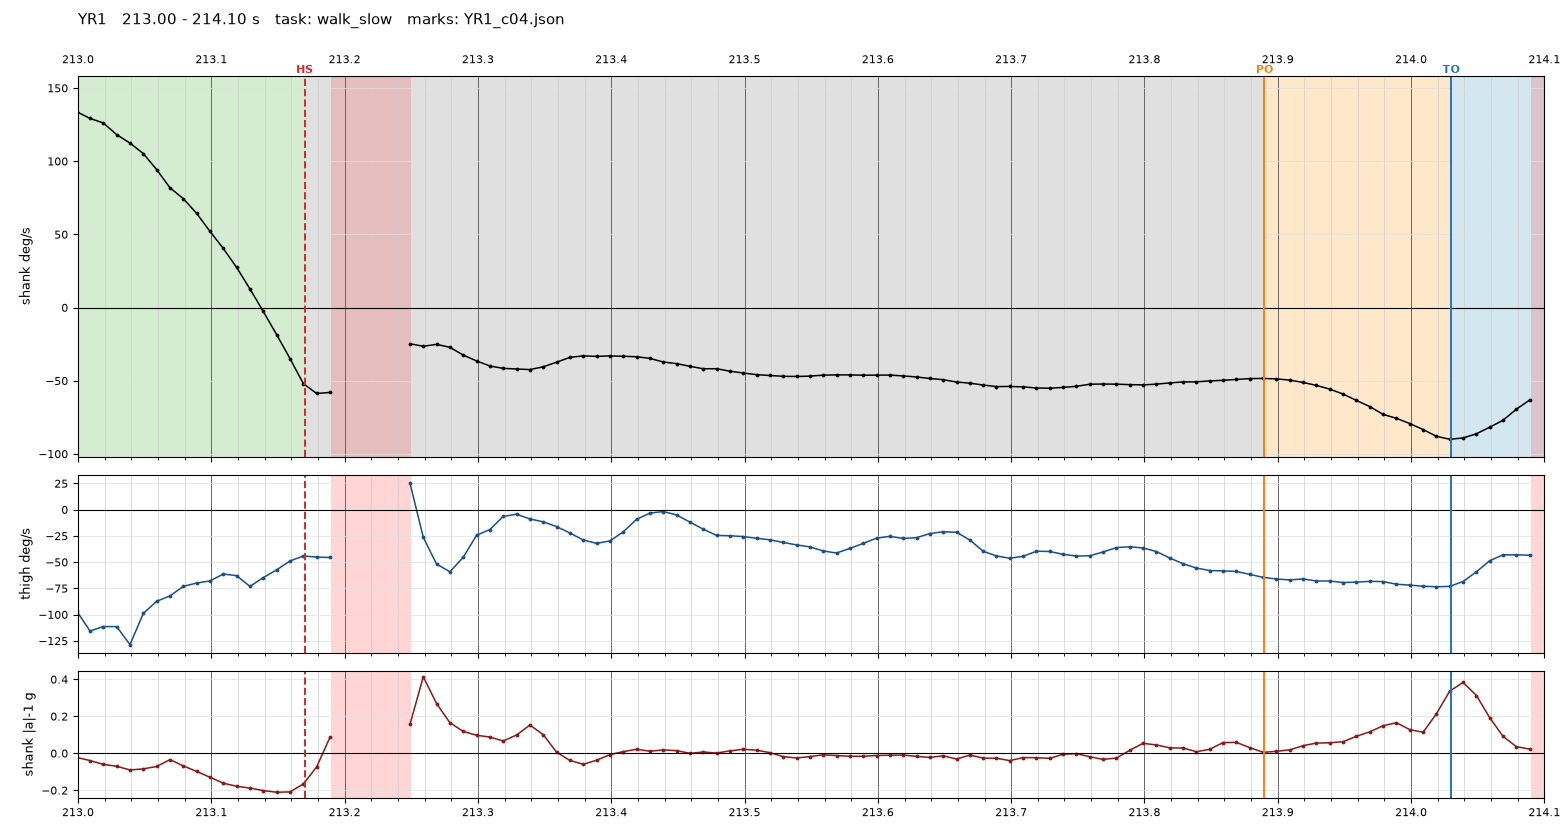 YR1   213.00 - 214.10 s   task: walk_slow   marks: YR1_c04.json
213.0 213.1 213.2 213.3 213.4 213.5 213.6 213.7 213.8 213.9 214.0 214.1
HS PO TO
150
100
50
0
−50
−100
shank deg/s
25
0
−25
−50
−75
−100
−125
thigh deg/s
0.4
0.2
0.0
−0.2
shank |a|-1 g
213.0 213.1 213.2 213.3 213.4 213.5 213.6 213.7 213.8 213.9 214.0 214.1